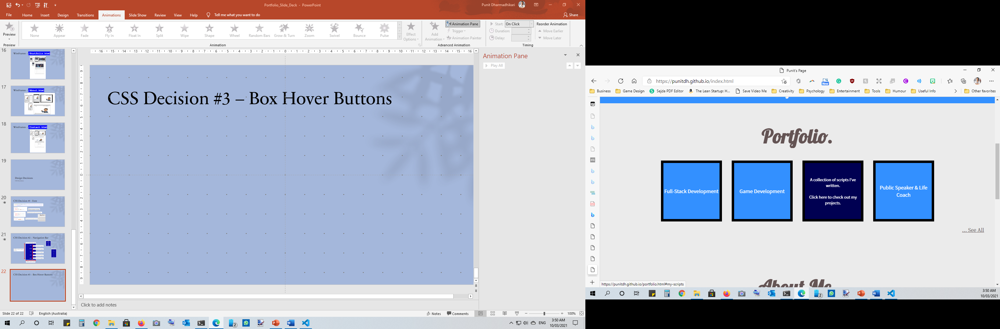 Portfolio_Slide_Deck - PowerPoint
Punit Dharmadhikari
File Home Insert Design Transitions Animations Slide Show Review View Help Tell me what you want to do
Share
Preview
None Appear Fade Fly In Float In Split Wipe Shape Wheel Random Bars Grow & Turn Zoom Swivel Bounce Pulse
Effect Options
Add Animation
Animation Pane
Trigger
Animation Painter
Start: On Click
Duration:
Delay:
Reorder Animation
Move Earlier
Move Later
Preview
Animation
Advanced Animation
Timing
16
WireFrames - /Portfolio.html
17
WireFrames - /About.html
18
WireFrames - /Contact.html
19
Design Decisions
20
CSS Decision #1 - Font
21
CSS Decision #2 – Navigation Bar
22
CSS Decision #3 – Box Hover Buttons
CSS Decision #3 – Box Hover Buttons
Animation Pane
Play All
Click to add notes
Slide 22 of 22
English (Australia)
Notes
Comments
100%
2
ENG
3:50 AM
10/03/2021
Punit's Page
https://punitdh.github.io/index.html
New
Business
Game Design
Sejda PDF Editor
The Lean Startup: H...
Save Video Me
Creativity
Psychology
Entertainment
Tools
Humour
Useful Info
Other favorites
Portfolio.
Full-Stack Development
Game Development
A collection of scripts I've
written.
Click here to check out my
projects.
Public Speaker & Life
Coach
... See All
About Me
https://punitdh.github.io/portfolio.html#my-scripts
2
3:50 AM
10/03/2021